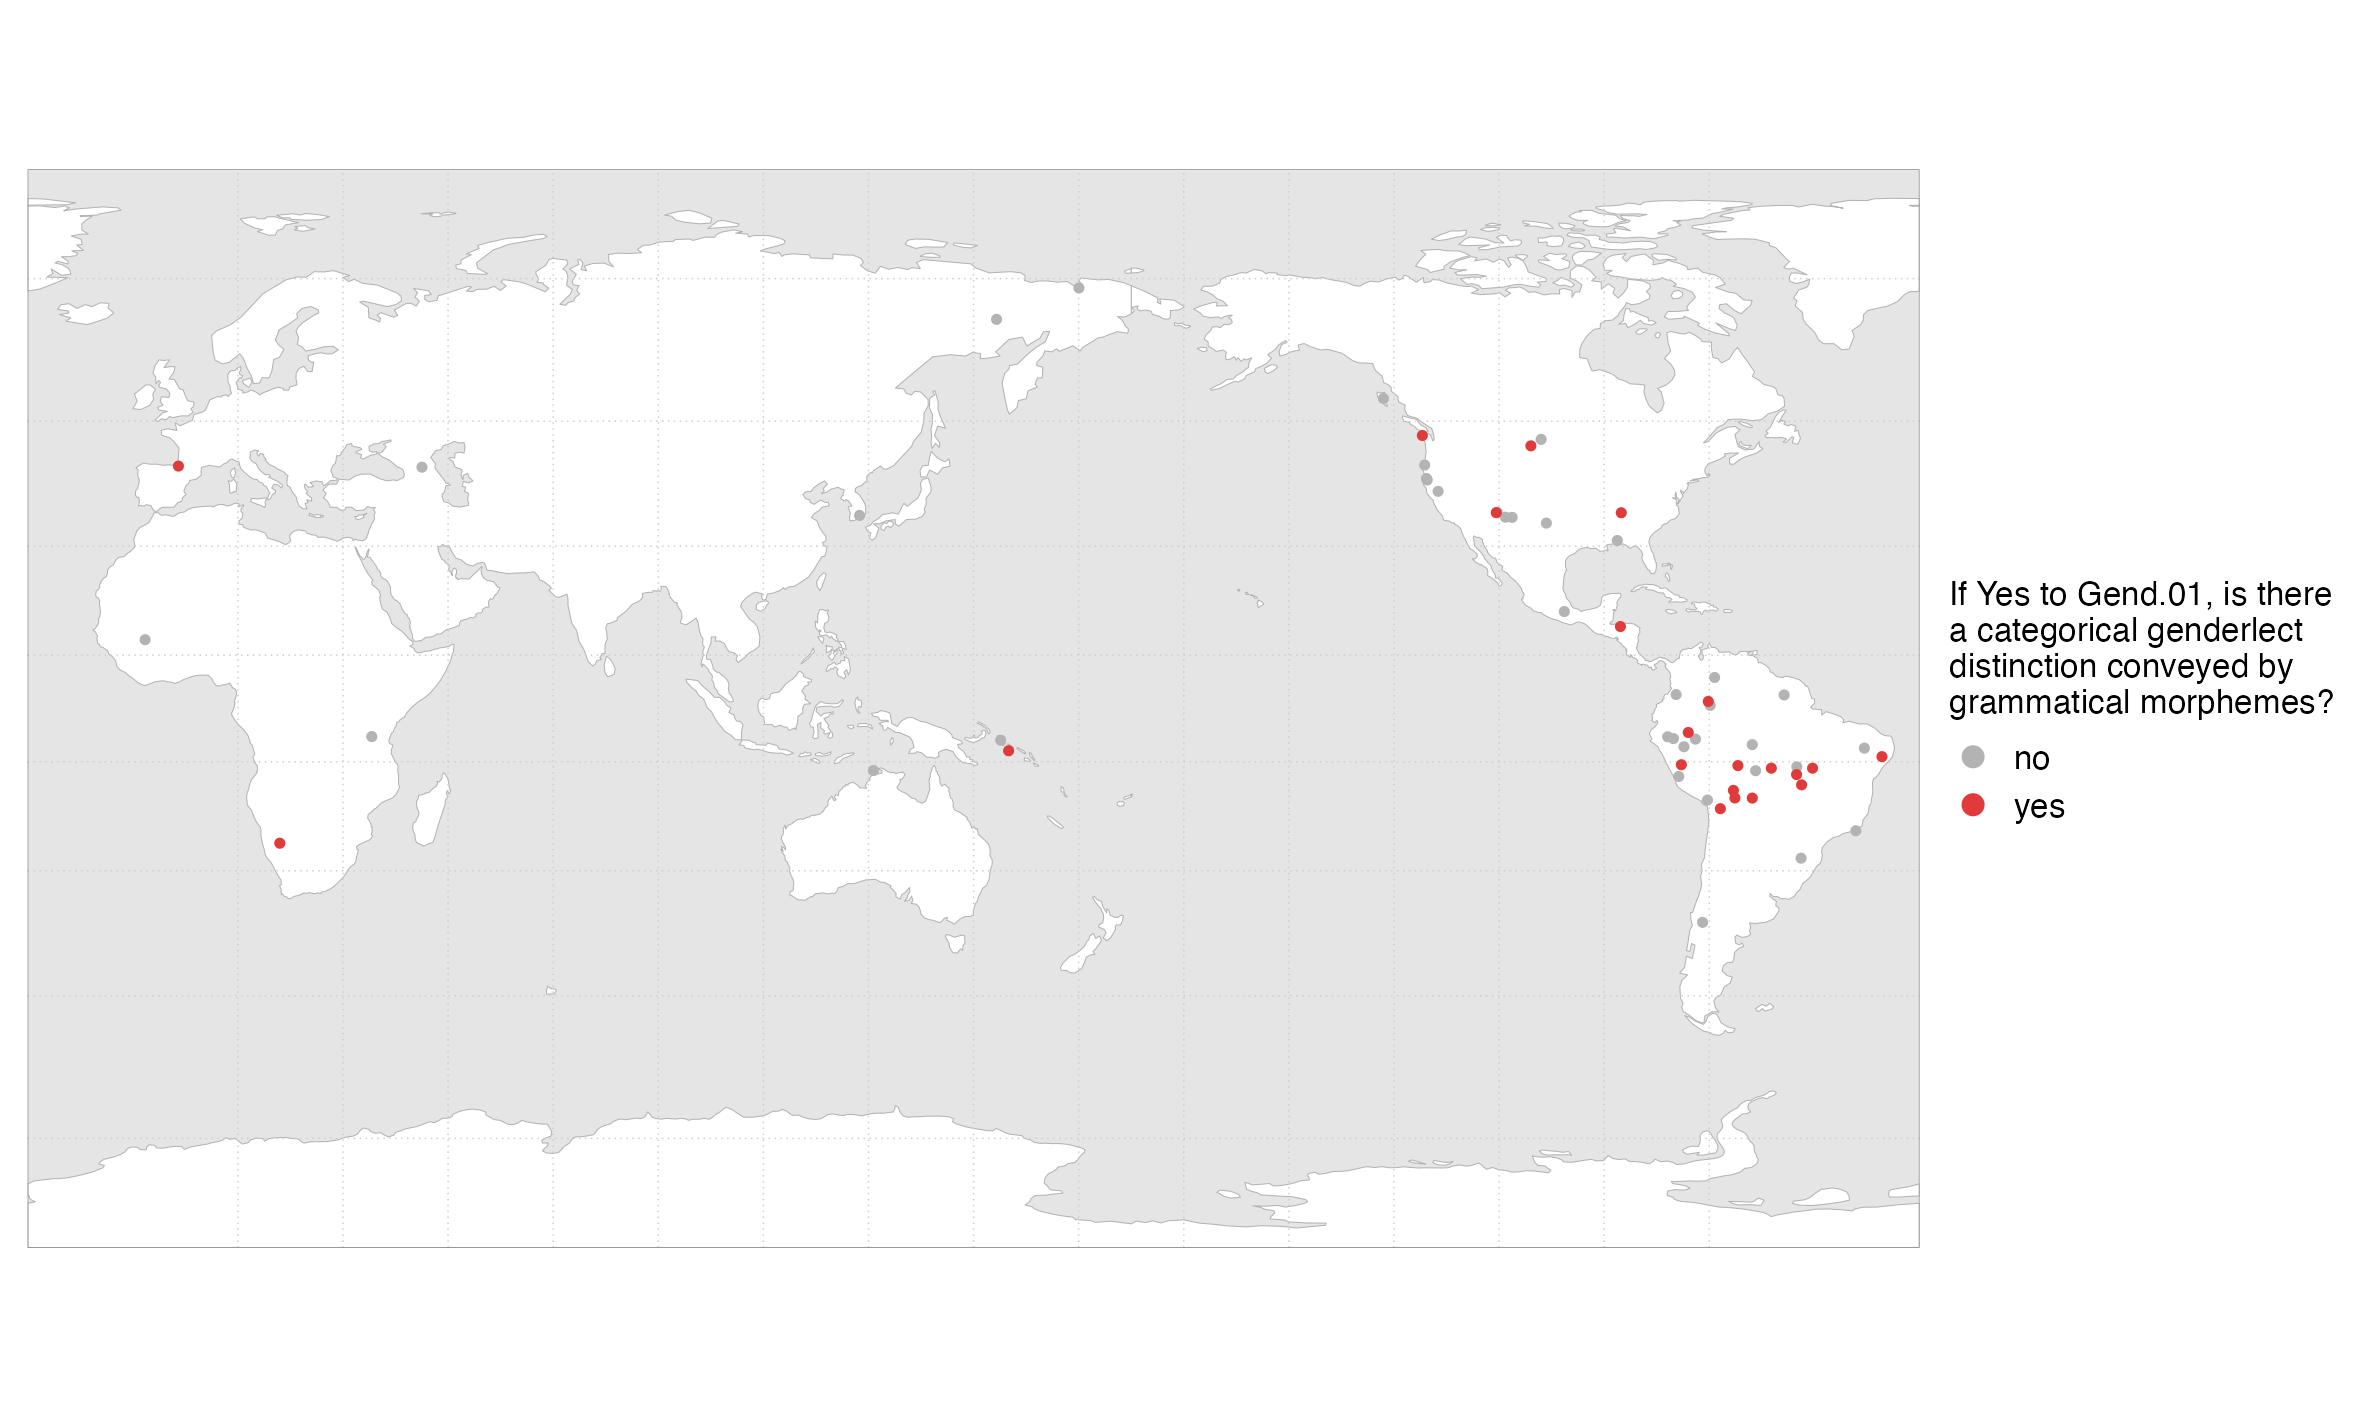 If Yes to Gend.01, is there
a categorical genderlect
distinction conveyed by
grammatical morphemes?
no
yes